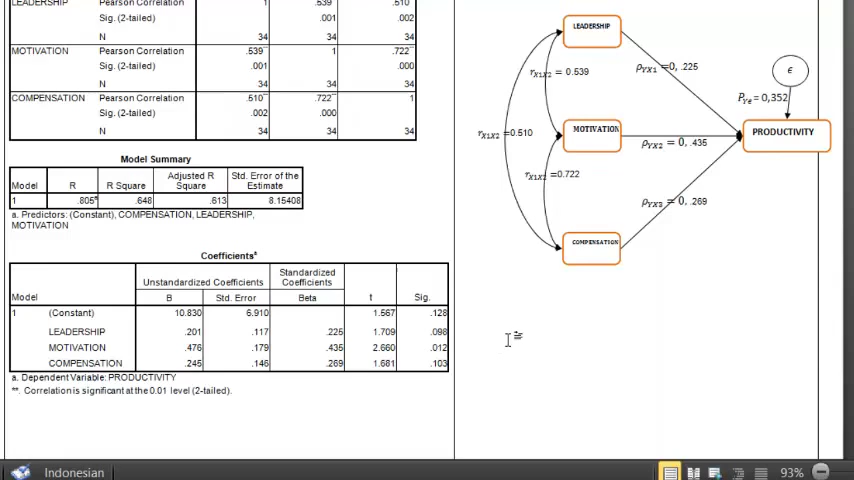 LEADERSHIP Pearson Correlation 1 .539 .510
Sig. (2-tailed) .001 .002
N 34 34 34
MOTIVATION Pearson Correlation .539 1 .722
Sig. (2-tailed) .001 .000
N 34 34 34
COMPENSATION Pearson Correlation .510 .722 1
Sig. (2-tailed) .002 .000
N 34 34 34
Model Summary
Model R R Square Adjusted R Square Std. Error of the Estimate
1 .805ª .648 .613 8.15408
a. Predictors: (Constant), COMPENSATION, LEADERSHIP,
MOTIVATION
Coefficientsª
Model Unstandardized Coefficients Standardized Coefficients t Sig.
B Std. Error Beta
1 (Constant) 10.830 6.910 1.567 .128
LEADERSHIP .201 .117 .225 1.709 .098
MOTIVATION .476 .179 .435 2.660 .012
COMPENSATION .245 .146 .269 1.681 .103
a. Dependent Variable: PRODUCTIVITY
**. Correlation is significant at the 0.01 level (2-tailed).
LEADERSHIP
ρYX1 = 0, .225
rX1X2 = 0.539
ϵ
PYe = 0,352
MOTIVATION
PRODUCTIVITY
rX1X2 =0.510
ρYX2 = 0, .435
rX1X2 = 0.722
ρYX3 = 0, .269
COMPENSATION
Indonesian
93%